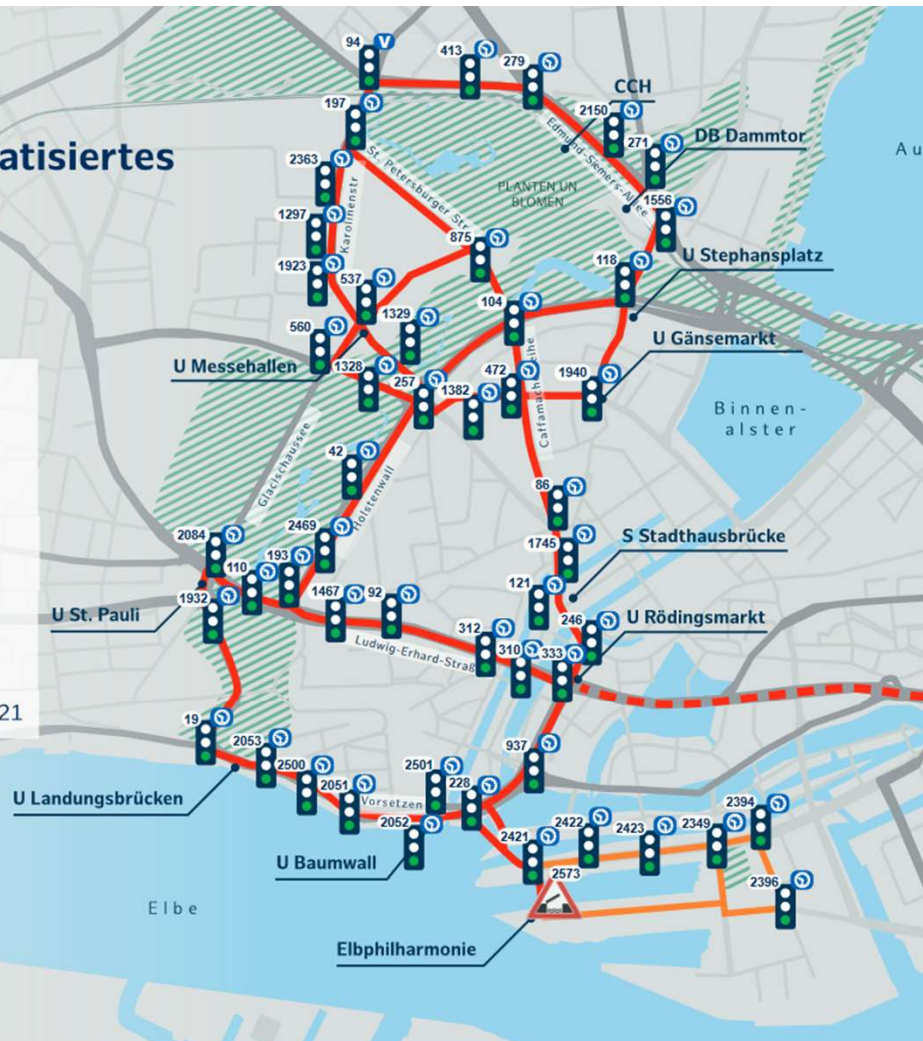 94 V
413
279
CCH
197
2150
atisiertes
271
DB Dammtor
Au
2363
St. Petersburger Str
Edmund-Siemers-Allee
PLANTEN UN
BLOMEN
1556
1297
Karolinenstr
875
1923
537
118
U Stephansplatz
104
560
1329
U Gänsemarkt
U Messehallen
1328
257
1382
472
1940
Caffamacherreihe
Binnen-
alster
42
Glacischaussee
Holstenwall
86
2084
2469
1745
S Stadthausbrücke
110
193
121
1932
1467
92
246
U St. Pauli
U Rödingsmarkt
312
310
333
Ludwig-Erhard-Straß
21
19
2053
937
2500
2501
228
U Landungsbrücken
2051
Vorsetzen
2052
2421
2422
2423
2349
2394
U Baumwall
2573
2396
Elbe
Elbphilharmonie